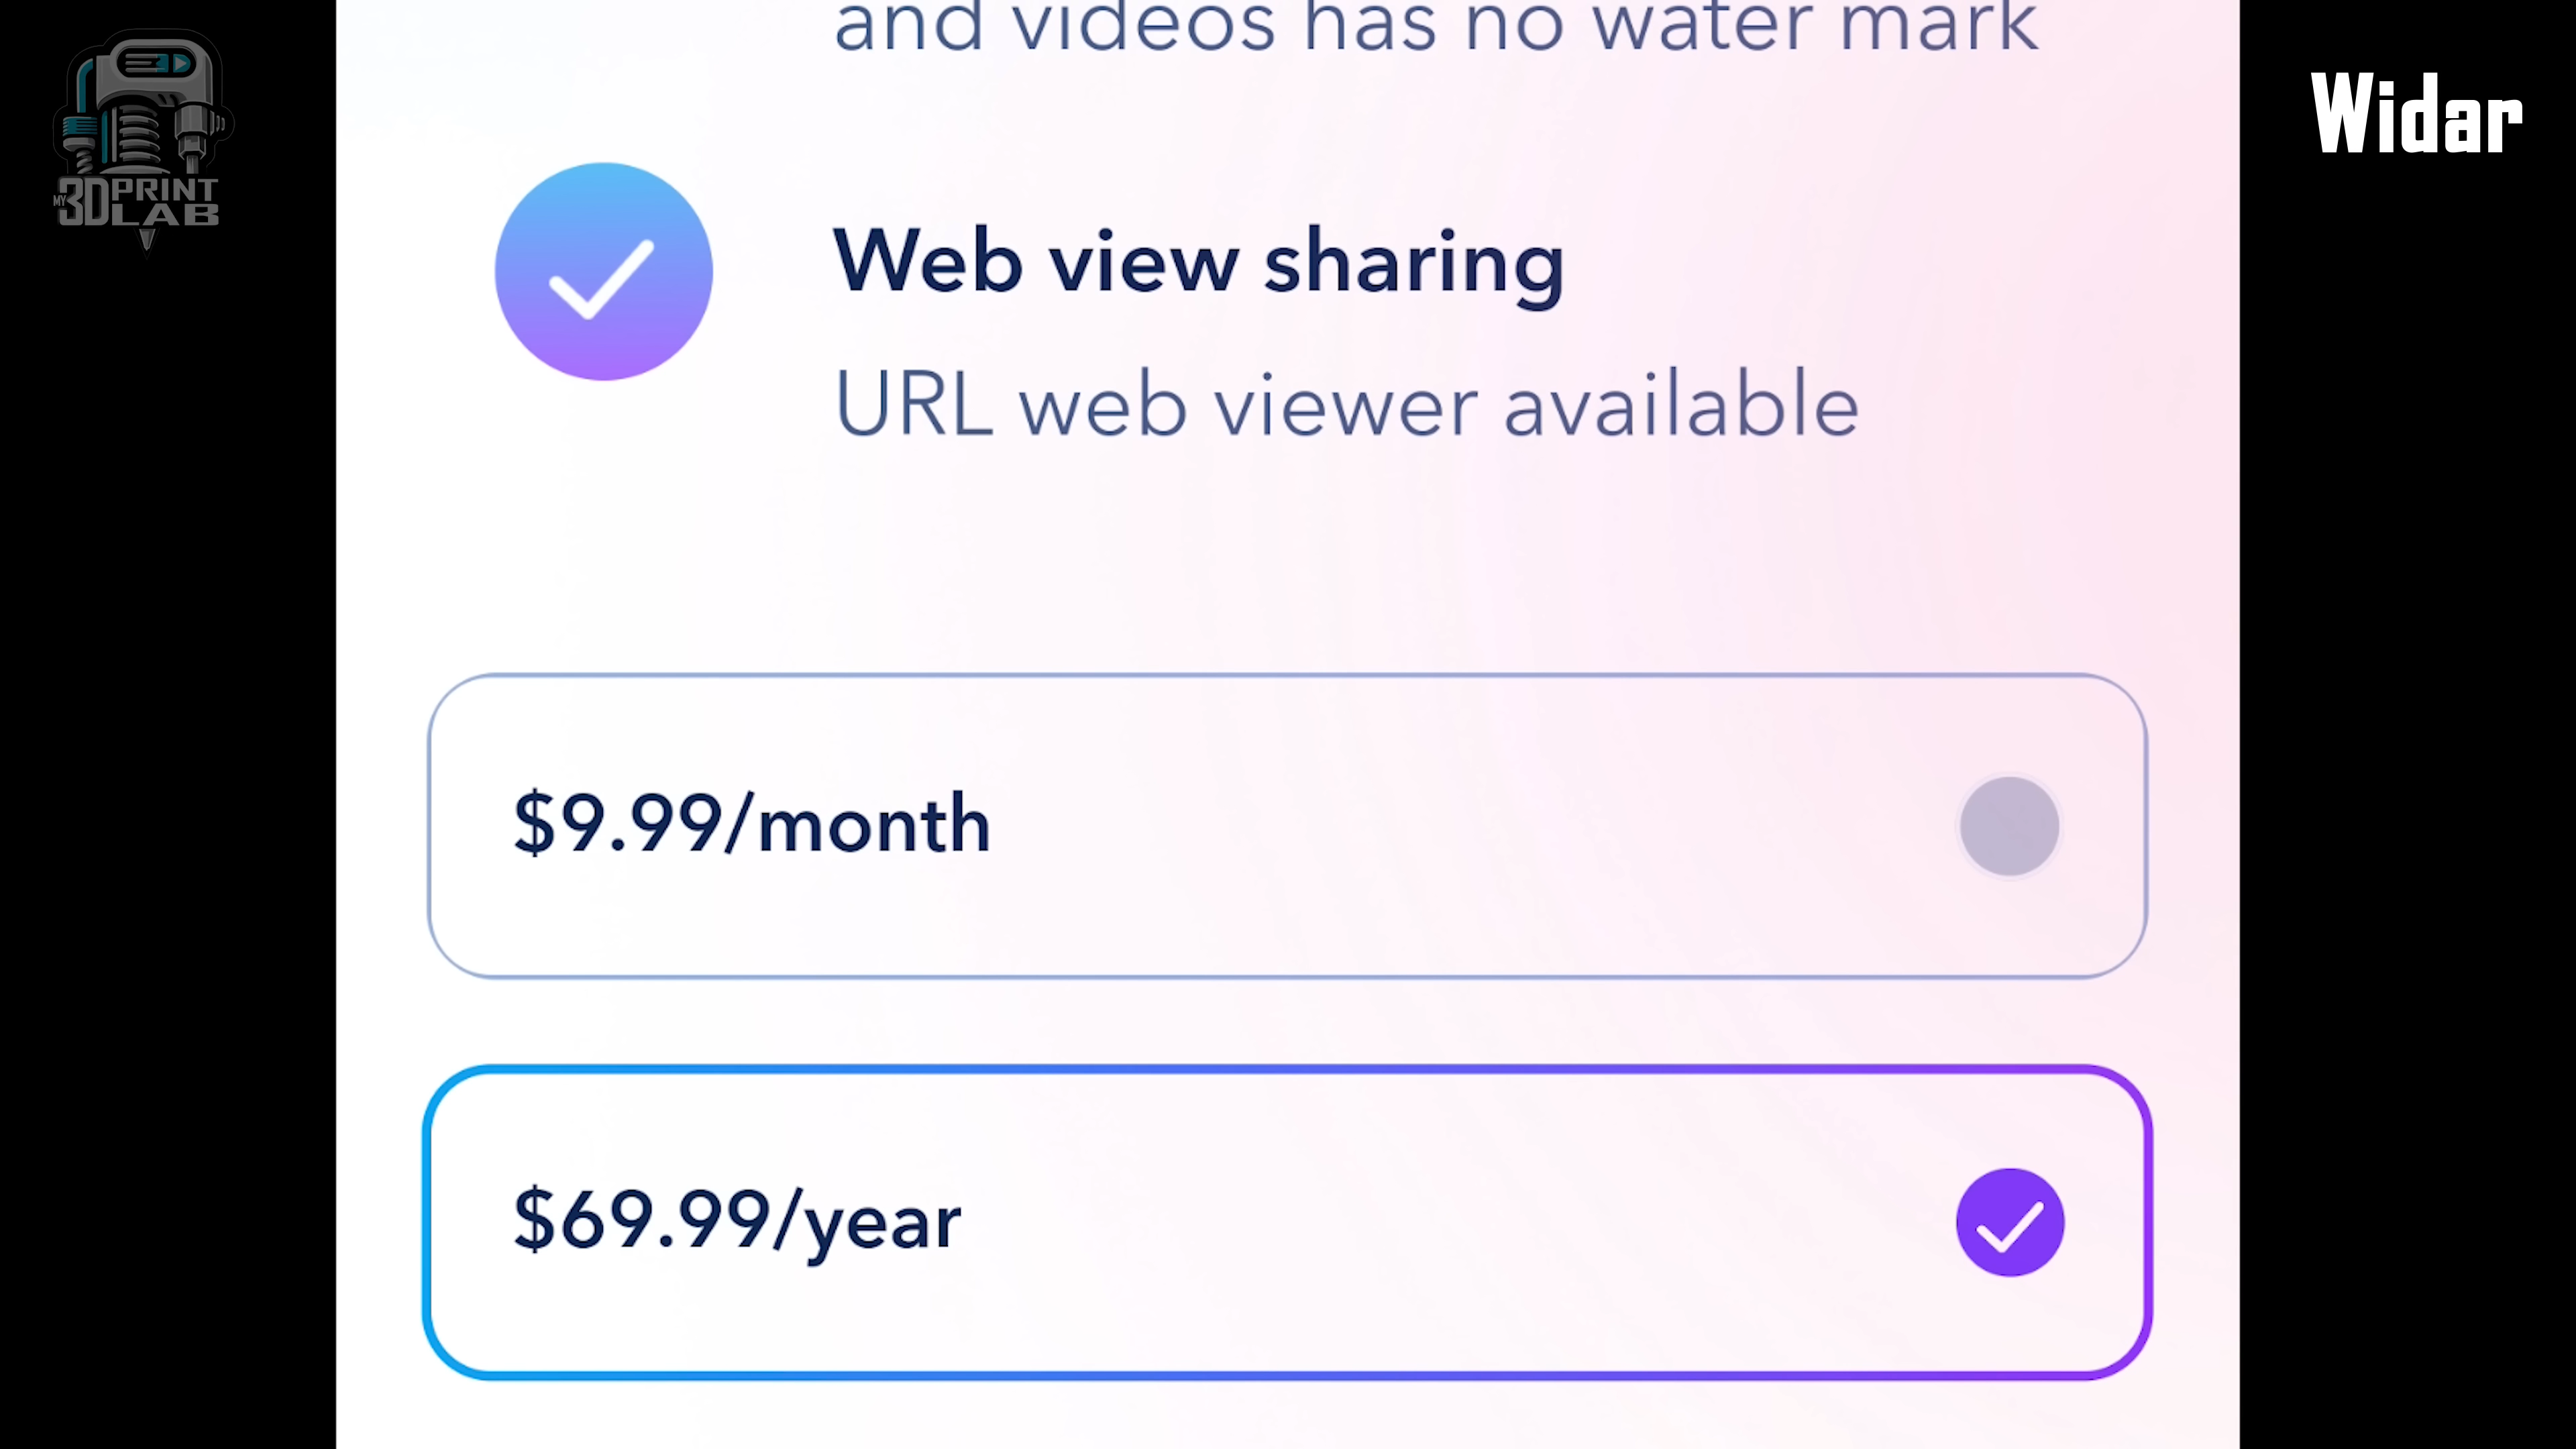 and videos has no water mark
Widar
MY 3D PRINT LAB
Web view sharing
URL web viewer available
$9.99/month
$69.99/year